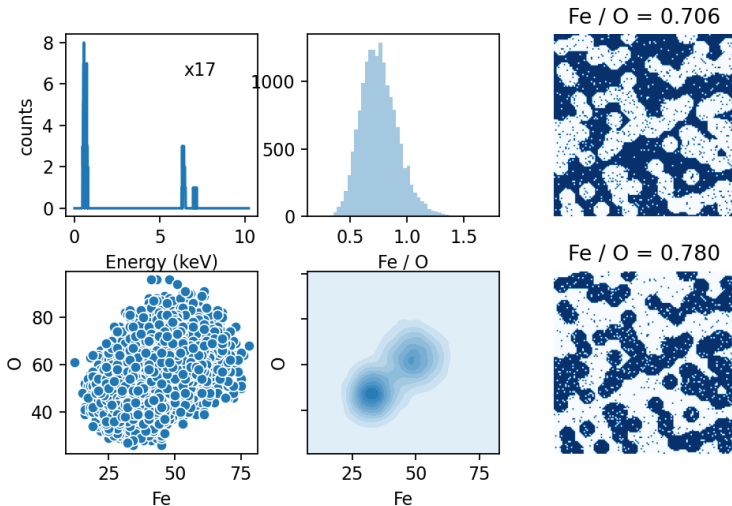 8
6
4
2
0
counts
x17
0
5
10
Energy (keV)
1000
500
0
0.5
1.0
1.5
Fe / O
Fe / O = 0.706
80
60
40
O
25
50
75
Fe
O
25
50
75
Fe
Fe / O = 0.780